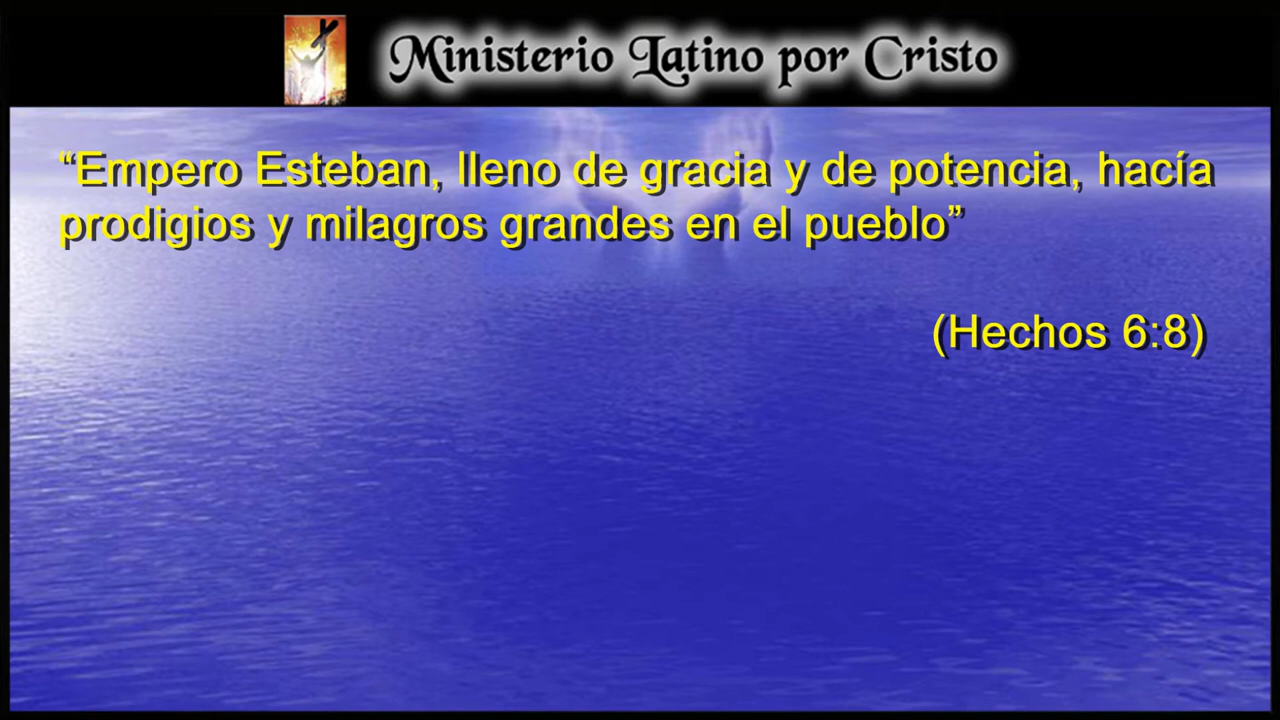 Ministerio Latino por Cristo
“Empero Esteban, lleno de gracia y de potencia, hacía
prodigios y milagros grandes en el pueblo”
(Hechos 6:8)